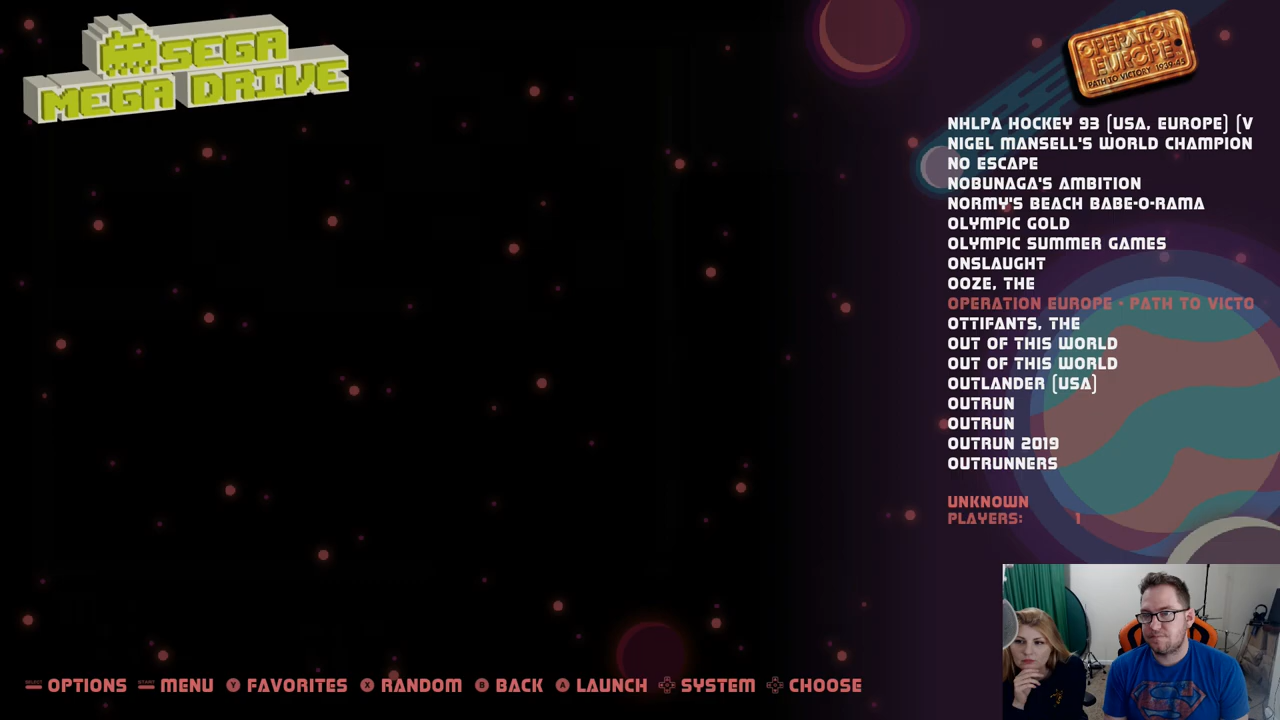 SEGA
MEGA DRIVE
OPERATION
EUROPE
PATH TO VICTORY 1939-45
NHLPA HOCKEY 93 (USA, EUROPE) (V
NIGEL MANSELL'S WORLD CHAMPION
NO ESCAPE
NOBUNAGA'S AMBITION
NORMY'S BEACH BABE-O-RAMA
OLYMPIC GOLD
OLYMPIC SUMMER GAMES
ONSLAUGHT
OOZE, THE
OPERATION EUROPE - PATH TO VICTO
OTTIFANTS, THE
OUT OF THIS WORLD
OUT OF THIS WORLD
OUTLANDER (USA)
OUTRUN
OUTRUN
OUTRUN 2019
OUTRUNNERS
UNKNOWN
PLAYERS: 1
SELECT OPTIONS START MENU Y FAVORITES X RANDOM B BACK A LAUNCH SYSTEM CHOOSE